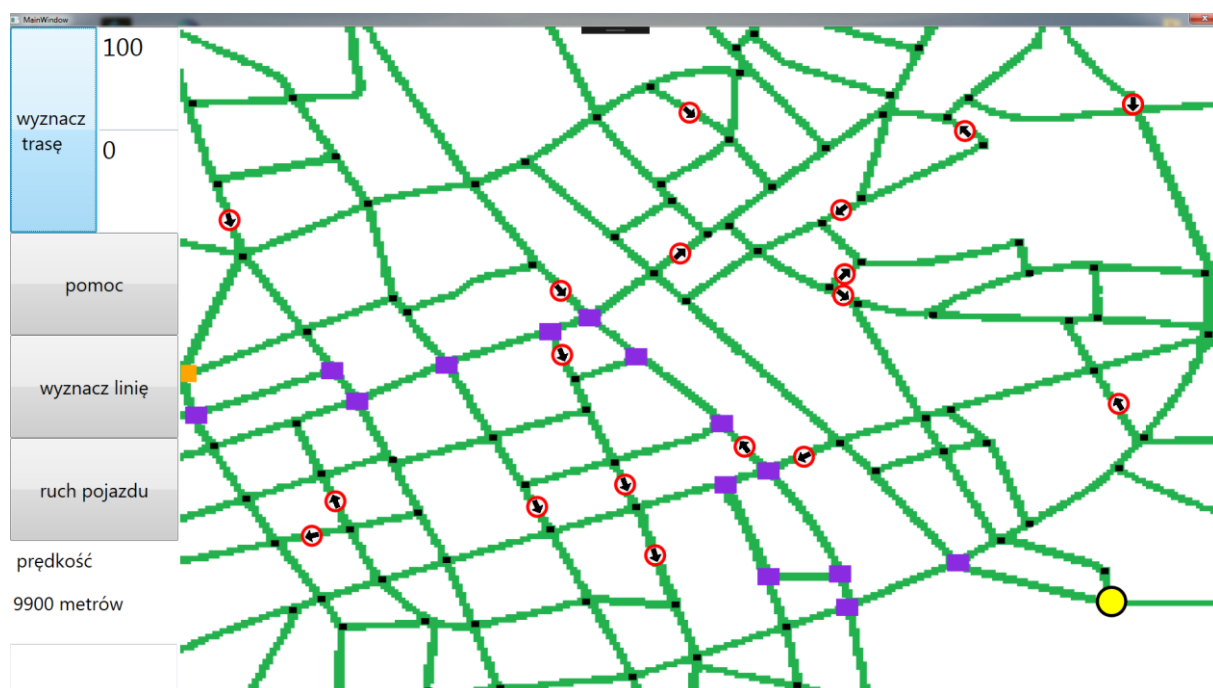 MainWindow
100
wyznacz
trasę
0
pomoc
wyznacz linię
ruch pojazdu
prędkość
9900 metrów